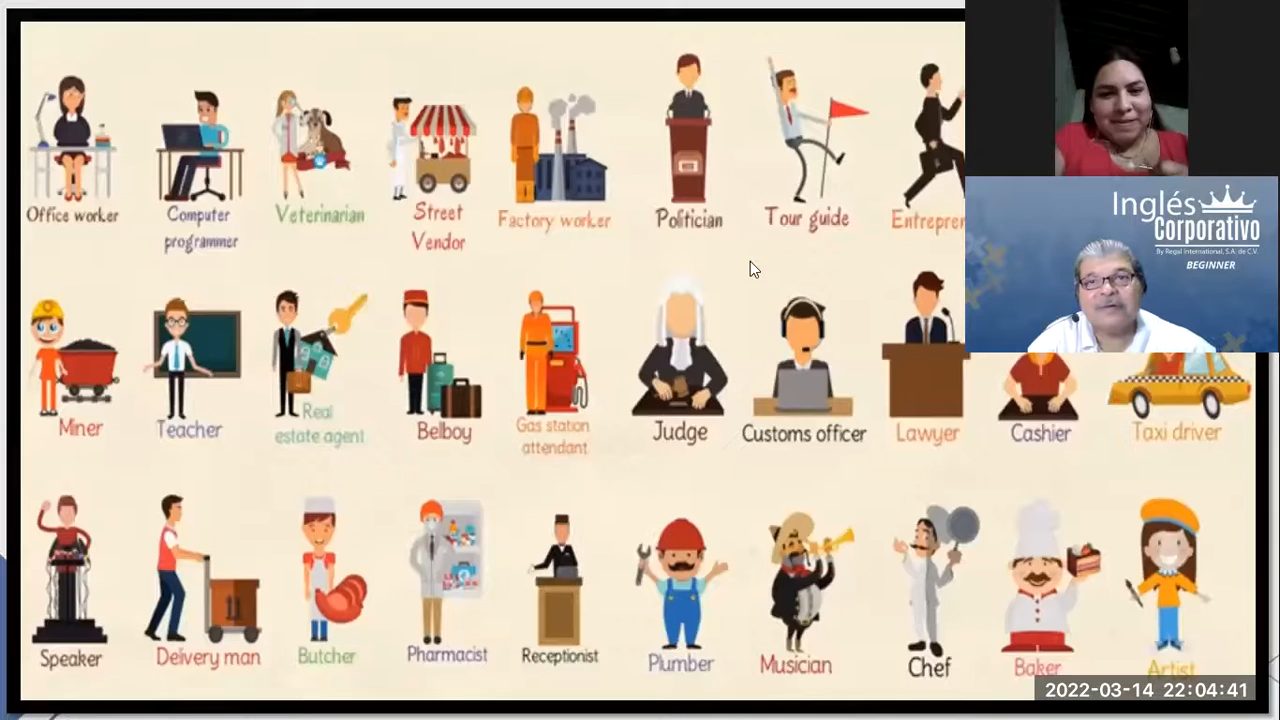 Inglés
Corporativo
By Regal International, S.A. de C.V.
BEGINNER
Office worker
Computer
programmer
Veterinarian
Street
Vendor
Factory worker
Politician
Tour guide
Entrepren
Miner
Teacher
Real
estate agent
Belboy
Gas station
attendant
Judge
Customs officer
Lawyer
Cashier
Taxi driver
Speaker
Delivery man
Butcher
Pharmacist
Receptionist
Plumber
Musician
Chef
Baker
Artist
2022-03-14 22:04:41